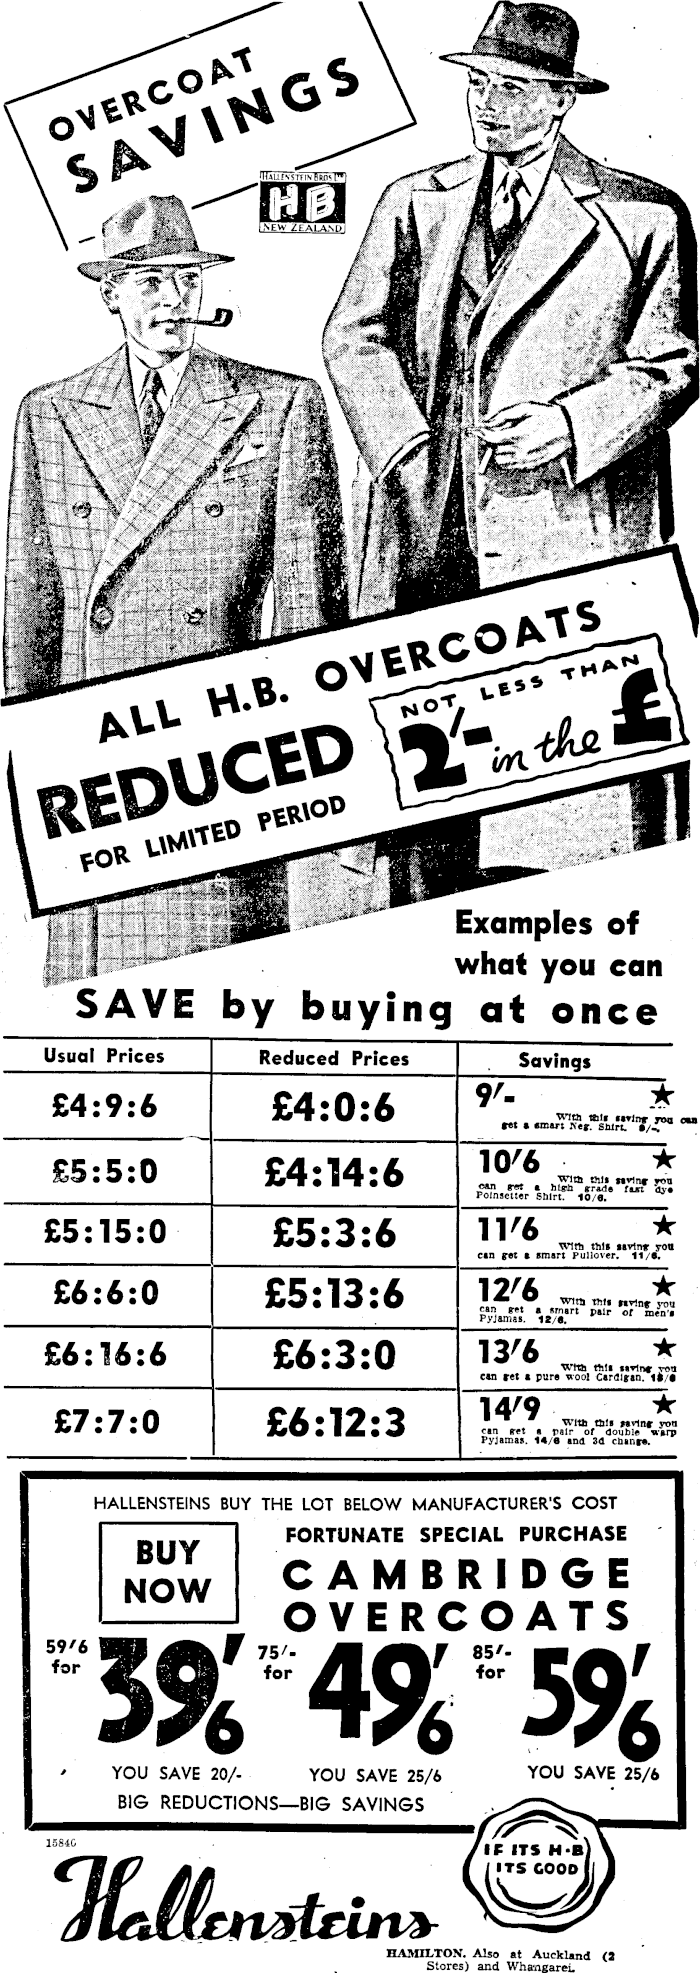 OVERCOAT
SAVINGS
HALLENSTEIN BROS LTD
HB
NEW ZEALAND
ALL H.B. OVERCOATS
REDUCED
FOR LIMITED PERIOD
NOT LESS THAN
2/- in the £
Examples of
what you can
SAVE by buying at once
Usual Prices Reduced Prices Savings
£4:9:6 £4:0:6 9/- ★
With this saving you can
get a smart Neg. Shirt. 9/-.
£5:5:0 £4:14:6 10/6 ★
With this saving you
can get a high grade fast dye
Poinsetter Shirt. 10/6.
£5:15:0 £5:3:6 11/6 ★
With this saving you
can get a smart Pullover. 11/6.
£6:6:0 £5:13:6 12/6 ★
With this saving you
can get a smart pair of men's
Pyjamas. 12/6.
£6:16:6 £6:3:0 13/6 ★
With this saving you
can get a pure wool Cardigan. 13/6
£7:7:0 £6:12:3 14/9 ★
With this saving you
can get a pair of double warp
Pyjamas. 14/6 and 3d change.
HALLENSTEINS BUY THE LOT BELOW MANUFACTURER'S COST
BUY
NOW
FORTUNATE SPECIAL PURCHASE
CAMBRIDGE
OVERCOATS
59/6 for 39/6 75/- for 49/6 85/- for 59/6
YOU SAVE 20/- YOU SAVE 25/6 YOU SAVE 25/6
BIG REDUCTIONS—BIG SAVINGS
1584G
IF ITS H·B
ITS GOOD
Hallensteins
HAMILTON. Also at Auckland (2
Stores) and Whangarei.